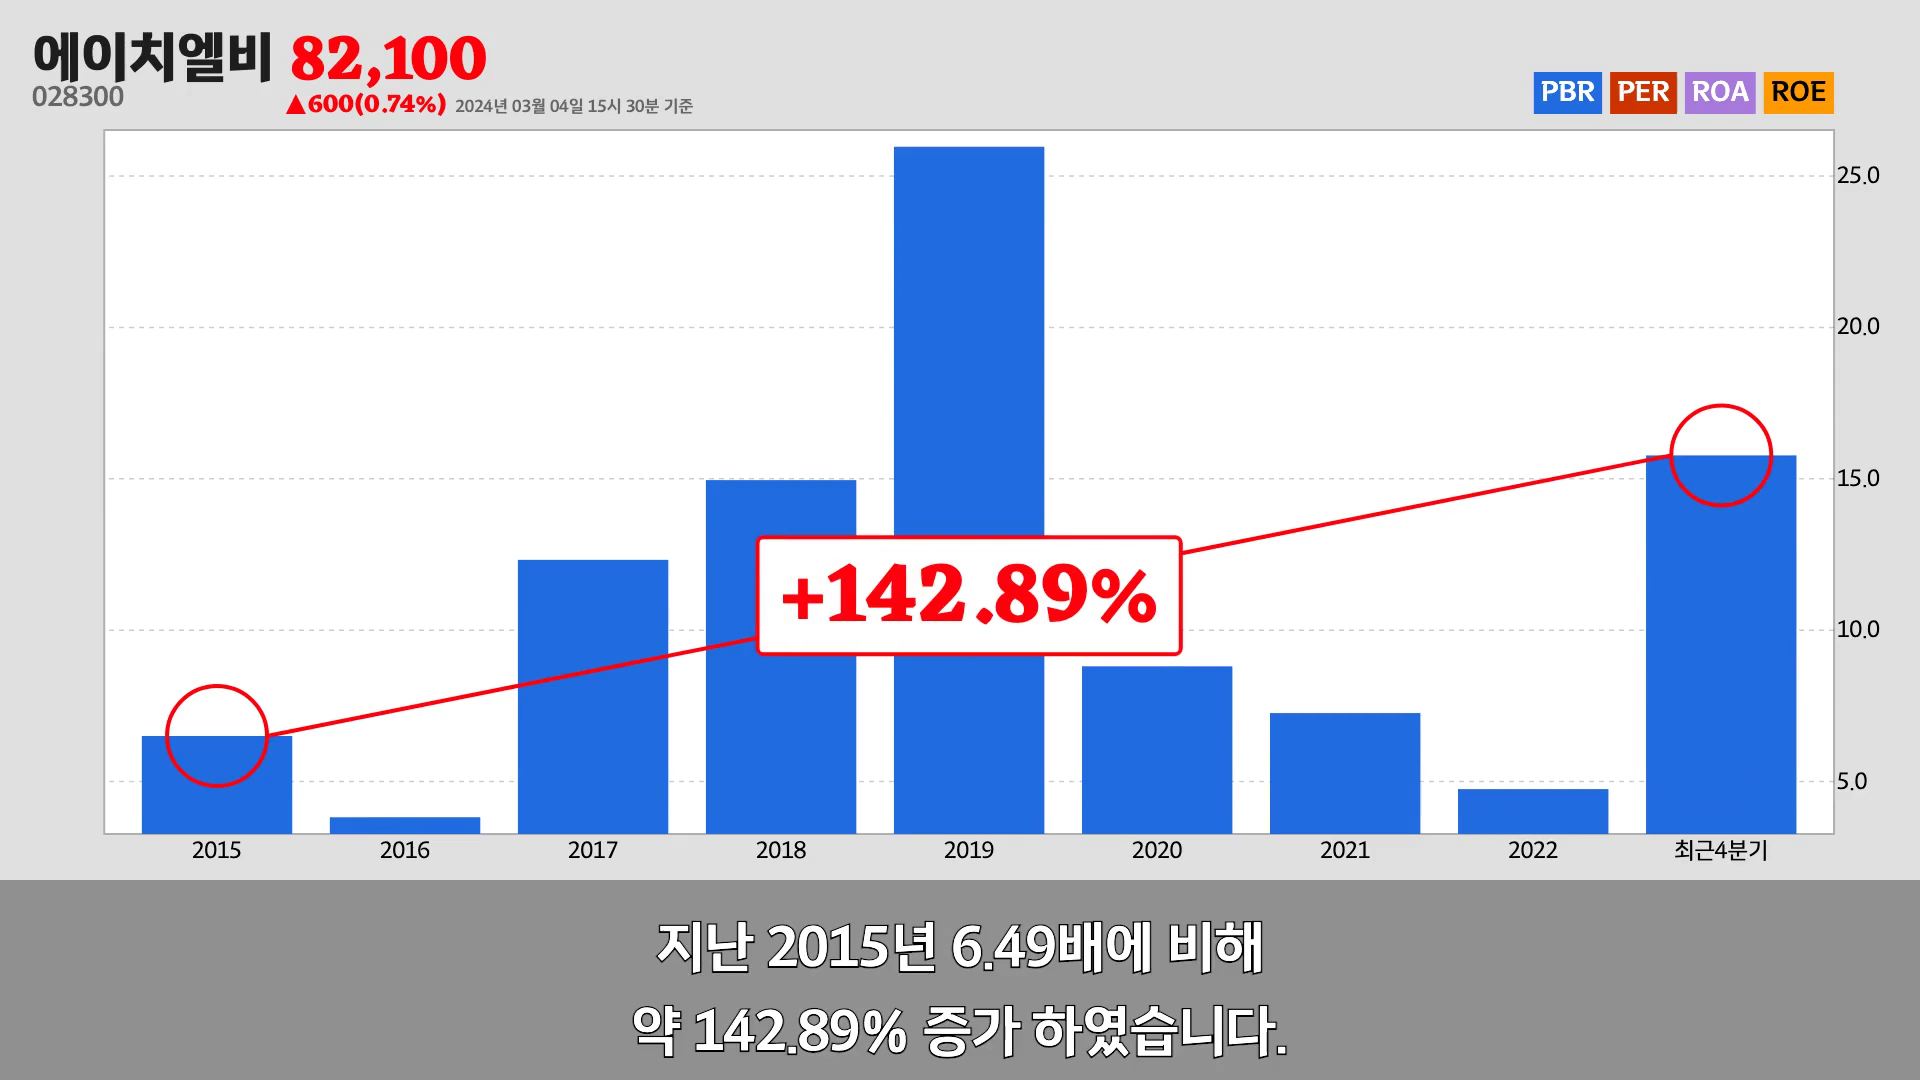 에이치엘비 82,100
028300
▲600(0.74%) 2024년 03월 04일 15시 30분 기준
PBR PER ROA ROE
25.0
20.0
15.0
10.0
5.0
+142.89%
2015 2016 2017 2018 2019 2020 2021 2022 최근4분기
지난 2015년 6.49배에 비해
약 142.89% 증가 하였습니다.